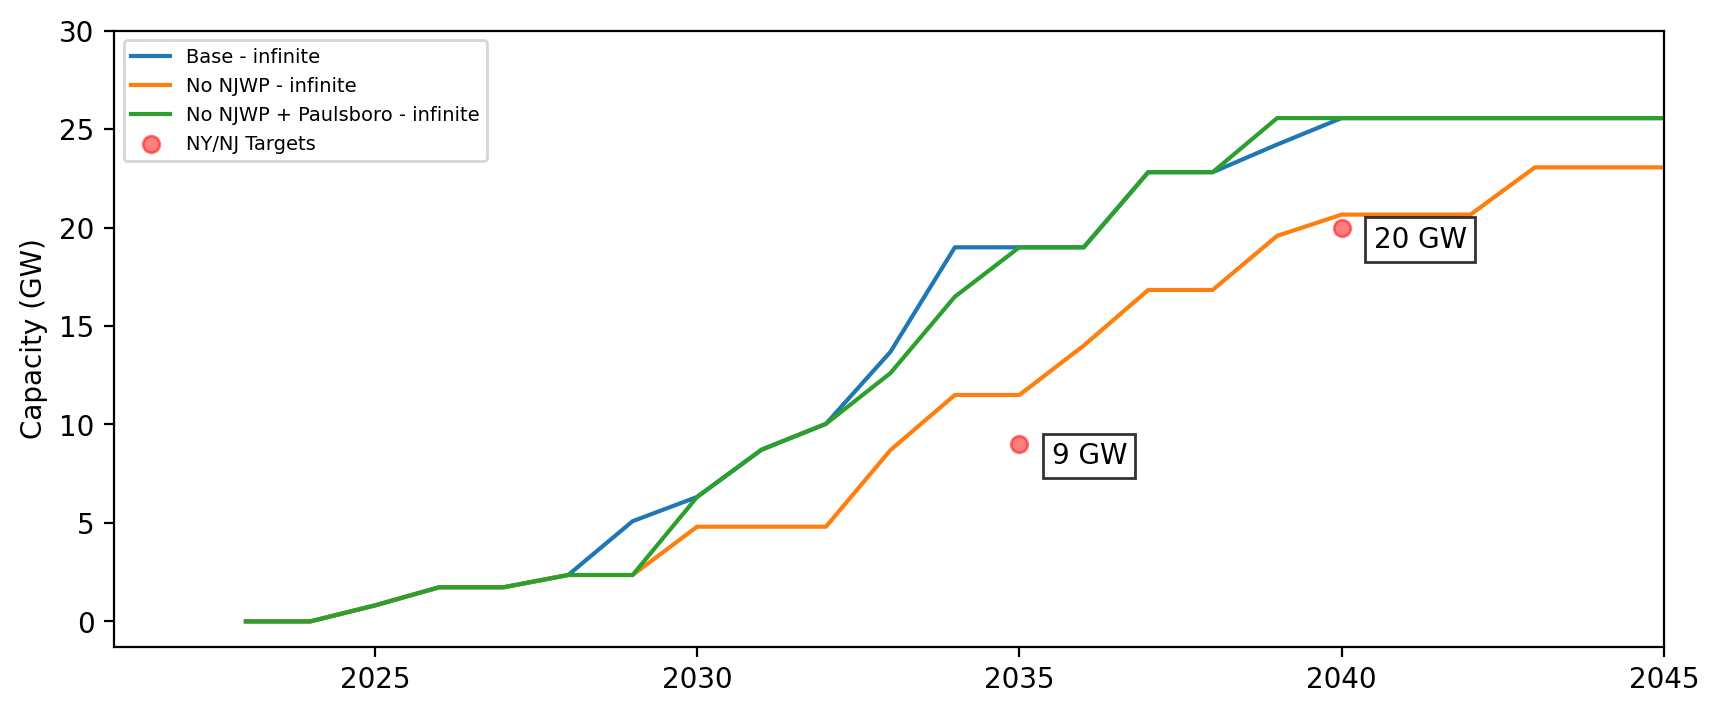 30
25
20
15
10
5
0
Capacity (GW)
Base - infinite
No NJWP - infinite
No NJWP + Paulsboro - infinite
NY/NJ Targets
20 GW
9 GW
2025
2030
2035
2040
2045